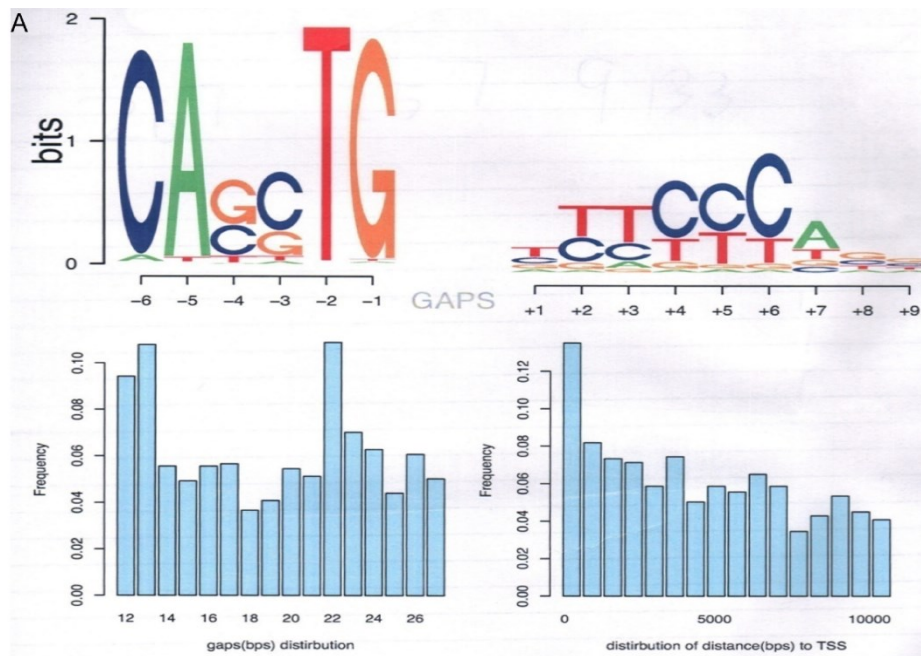 A
2
1
0
bits
C A G C T G
C G
T T C C C A
C C T T T T
-6 -5 -4 -3 -2 -1
GAPS
+1 +2 +3 +4 +5 +6 +7 +8 +9
0.10
0.08
0.06
0.04
0.02
0.00
Frequency
12 14 16 18 20 22 24 26
gaps(bps) distirbution
0.12
0.10
0.08
0.06
0.04
0.02
0.00
Frequency
0 5000 10000
distirbution of distance(bps) to TSS